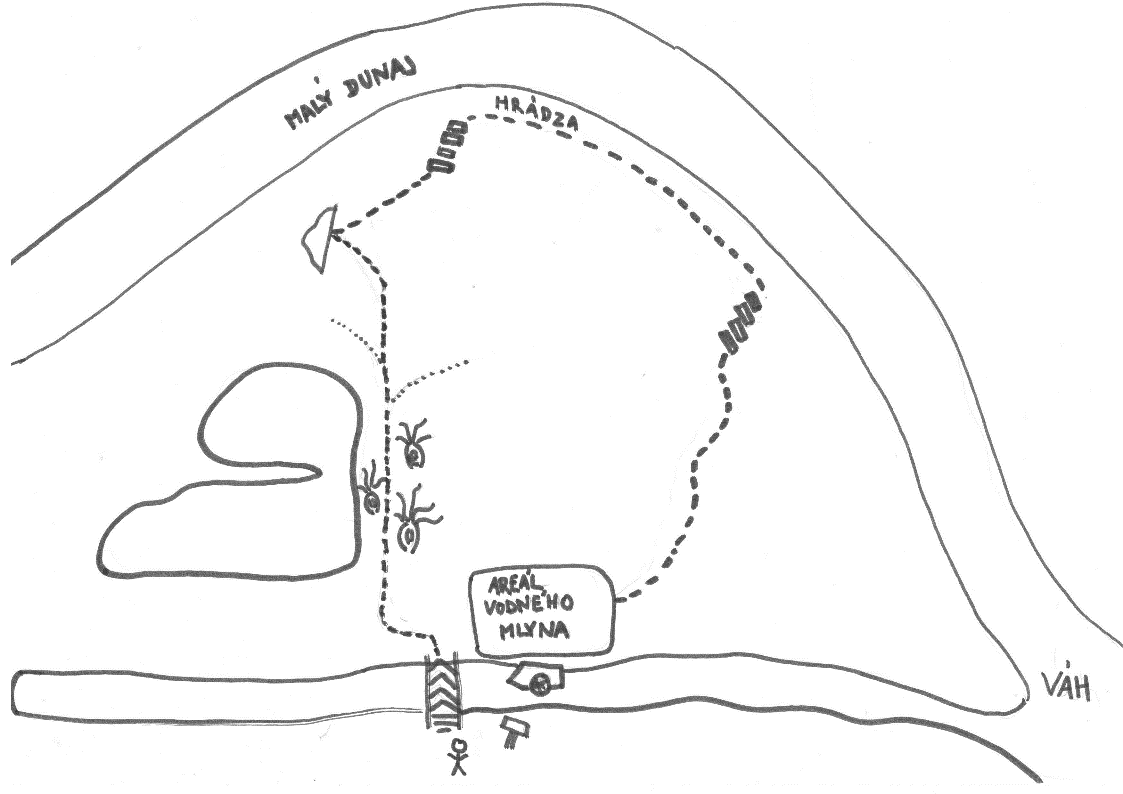 MALÝ DUNAJ
HRÁDZA
AREÁL
VODNÉHO
MLYNA
VÁH